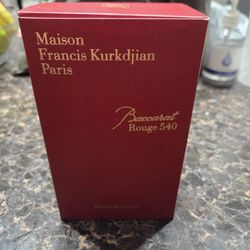 Maison
Francis Kurkdjian
Paris
Baccarat
Rouge 540